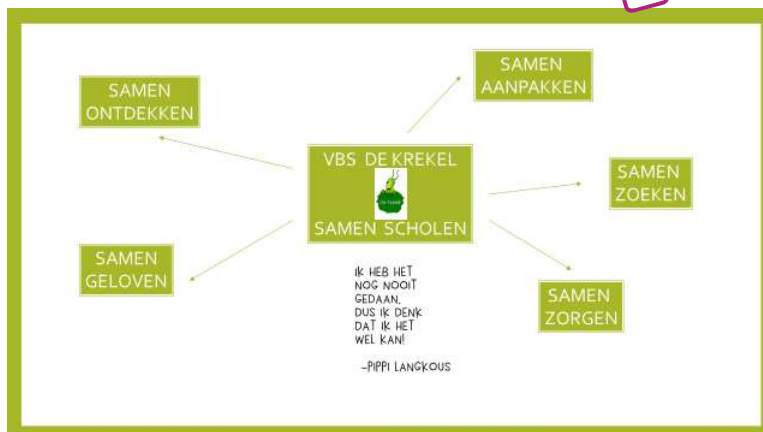 SAMEN
ONTDEKKEN
SAMEN
AANPAKKEN
VBS DE KREKEL
SAMEN SCHOLEN
SAMEN
ZOEKEN
SAMEN
GELOVEN
SAMEN
ZORGEN
IK HEB HET
NOG NOOIT
GEDAAN,
DUS IK DENK
DAT IK HET
WEL KAN!
-PIPPI LANGKOUS